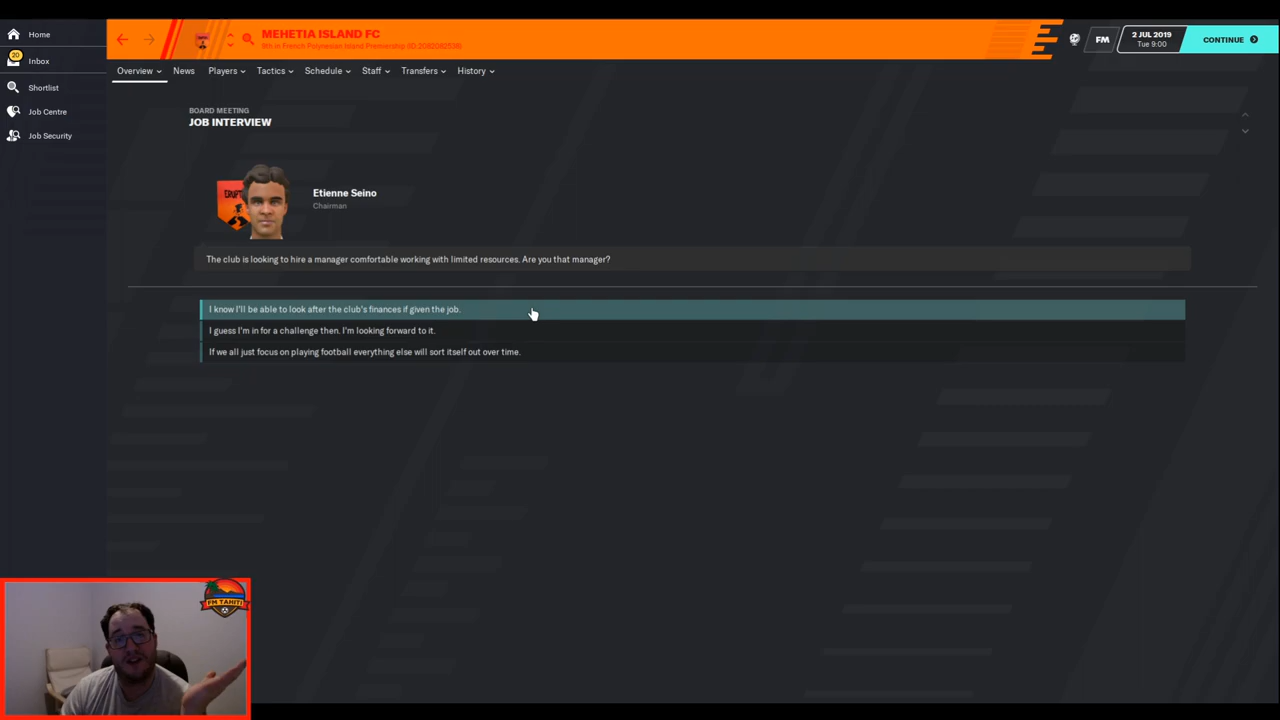 Home
MEHETIA ISLAND FC
2 JUL 2019
FM
CONTINUE
Tue 9:00
20
Inbox
Overview News Players Tactics Schedule Staff Transfers History
Shortlist
Job Centre
Job Security
BOARD MEETING
JOB INTERVIEW
Etienne Seino
Chairman
The club is looking to hire a manager comfortable working with limited resources. Are you that manager?
I know I'll be able to look after the club's finances if given the job.
I guess I'm in for a challenge then. I'm looking forward to it.
If we all just focus on playing football everything else will sort itself out over time.
FM TAHITI